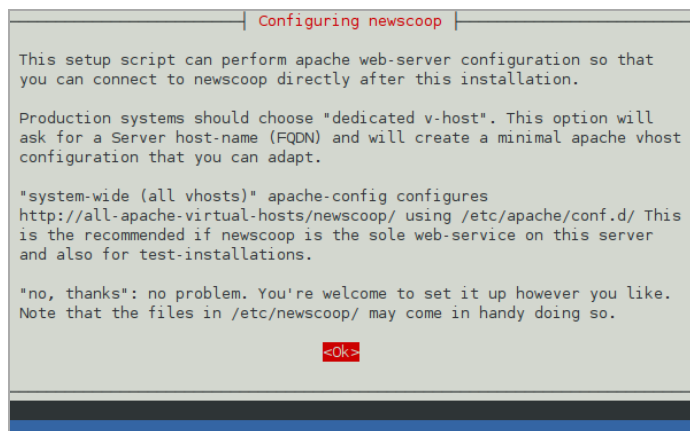 Configuring newscoop
This setup script can perform apache web-server configuration so that
you can connect to newscoop directly after this installation.
Production systems should choose "dedicated v-host". This option will
ask for a Server host-name (FQDN) and will create a minimal apache vhost
configuration that you can adapt.
"system-wide (all vhosts)" apache-config configures
http://all-apache-virtual-hosts/newscoop/ using /etc/apache/conf.d/ This
is the recommended if newscoop is the sole web-service on this server
and also for test-installations.
"no, thanks": no problem. You're welcome to set it up however you like.
Note that the files in /etc/newscoop/ may come in handy doing so.
<Ok>